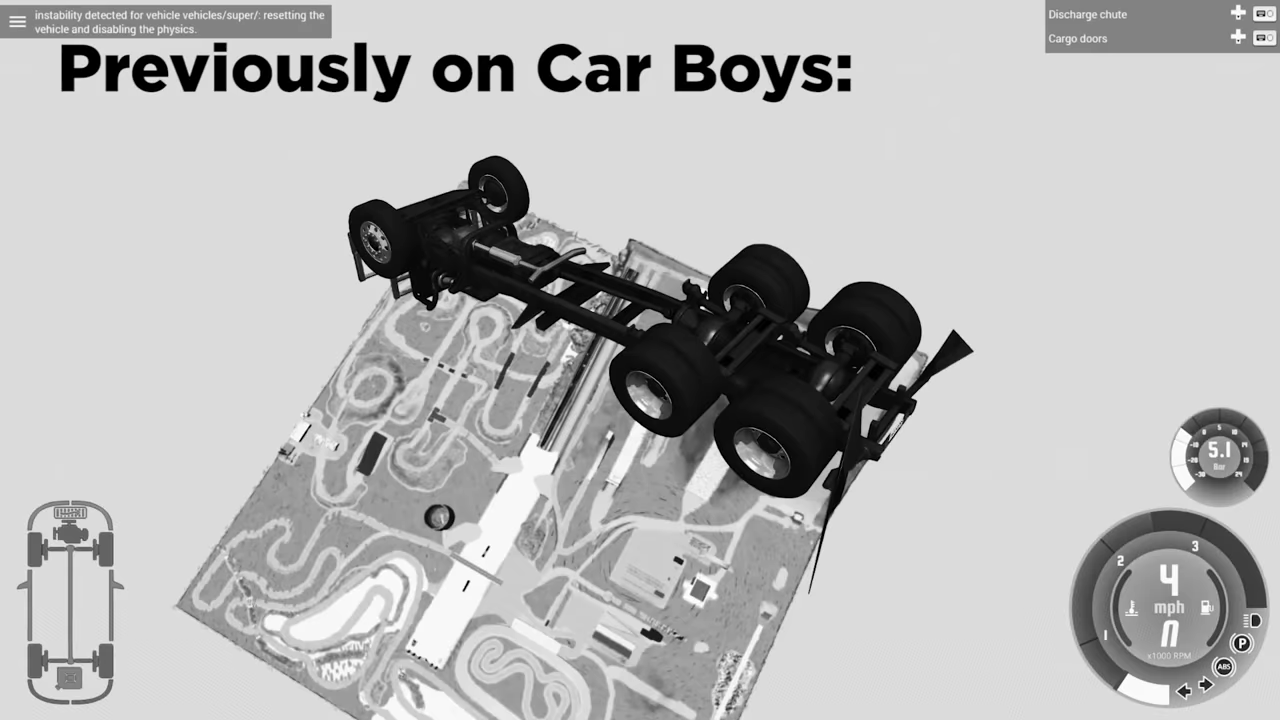 instability detected for vehicle vehicles/super/: resetting the
vehicle and disabling the physics.
Discharge chute
Cargo doors
Previously on Car Boys:
5.1
Bar
1
2
3
4
mph
n
x1000 RPM
P
ABS